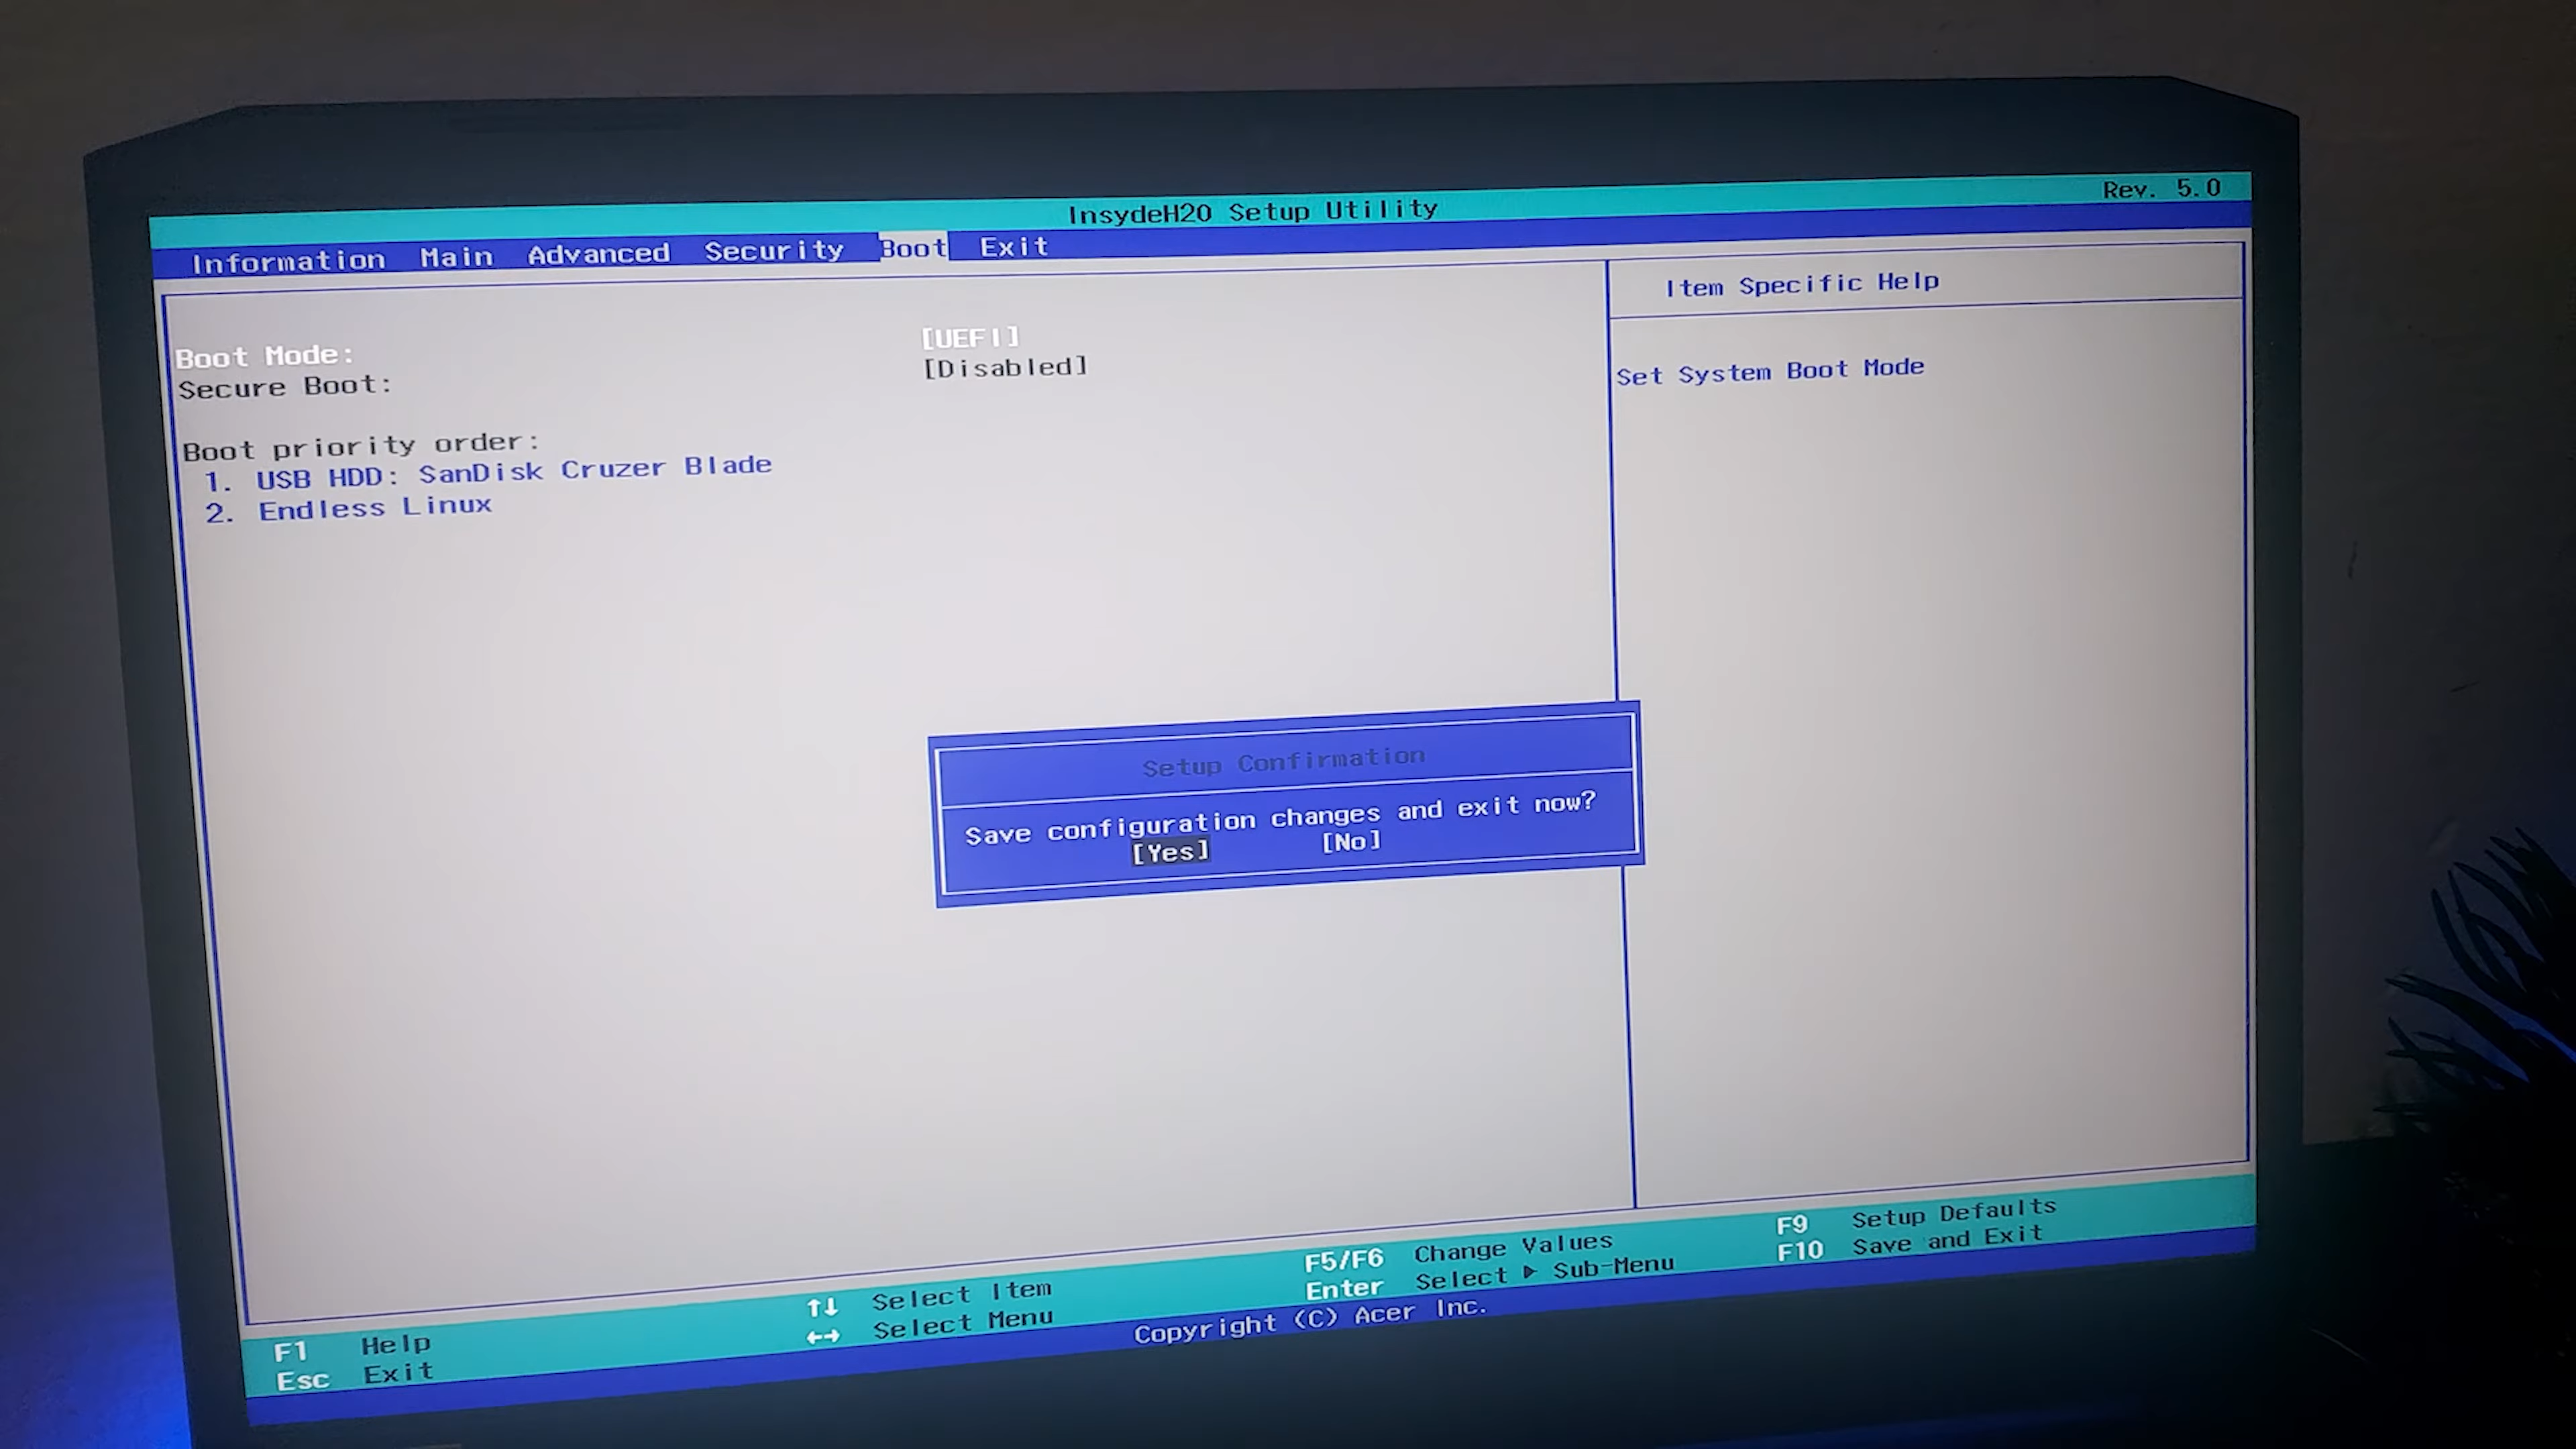 InsydeH20 Setup Utility
Rev. 5.0
Information Main Advanced Security Boot Exit
Item Specific Help
Boot Mode: [UEFI]
Secure Boot: [Disabled]
Set System Boot Mode
Boot priority order:
1. USB HDD: SanDisk Cruzer Blade
2. Endless Linux
Setup Confirmation
Save configuration changes and exit now?
[Yes] [No]
F1 Help ↑↓ Select Item F5/F6 Change Values F9 Setup Defaults
Esc Exit ←→ Select Menu Enter Select ▶ Sub-Menu F10 Save and Exit
Copyright (C) Acer Inc.